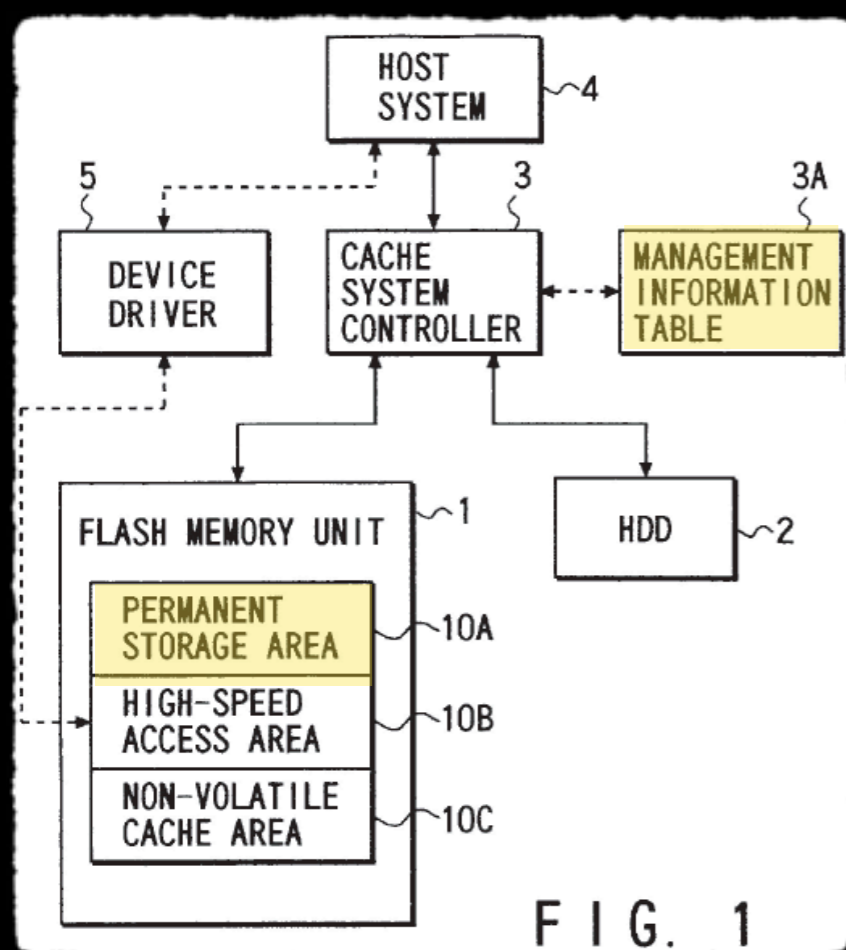 HOST
SYSTEM
4
5
3
3A
DEVICE
DRIVER
CACHE
SYSTEM
CONTROLLER
MANAGEMENT
INFORMATION
TABLE
1
FLASH MEMORY UNIT
HDD
2
PERMANENT
STORAGE AREA
10A
HIGH-SPEED
ACCESS AREA
10B
NON-VOLATILE
CACHE AREA
10C
FIG. 1